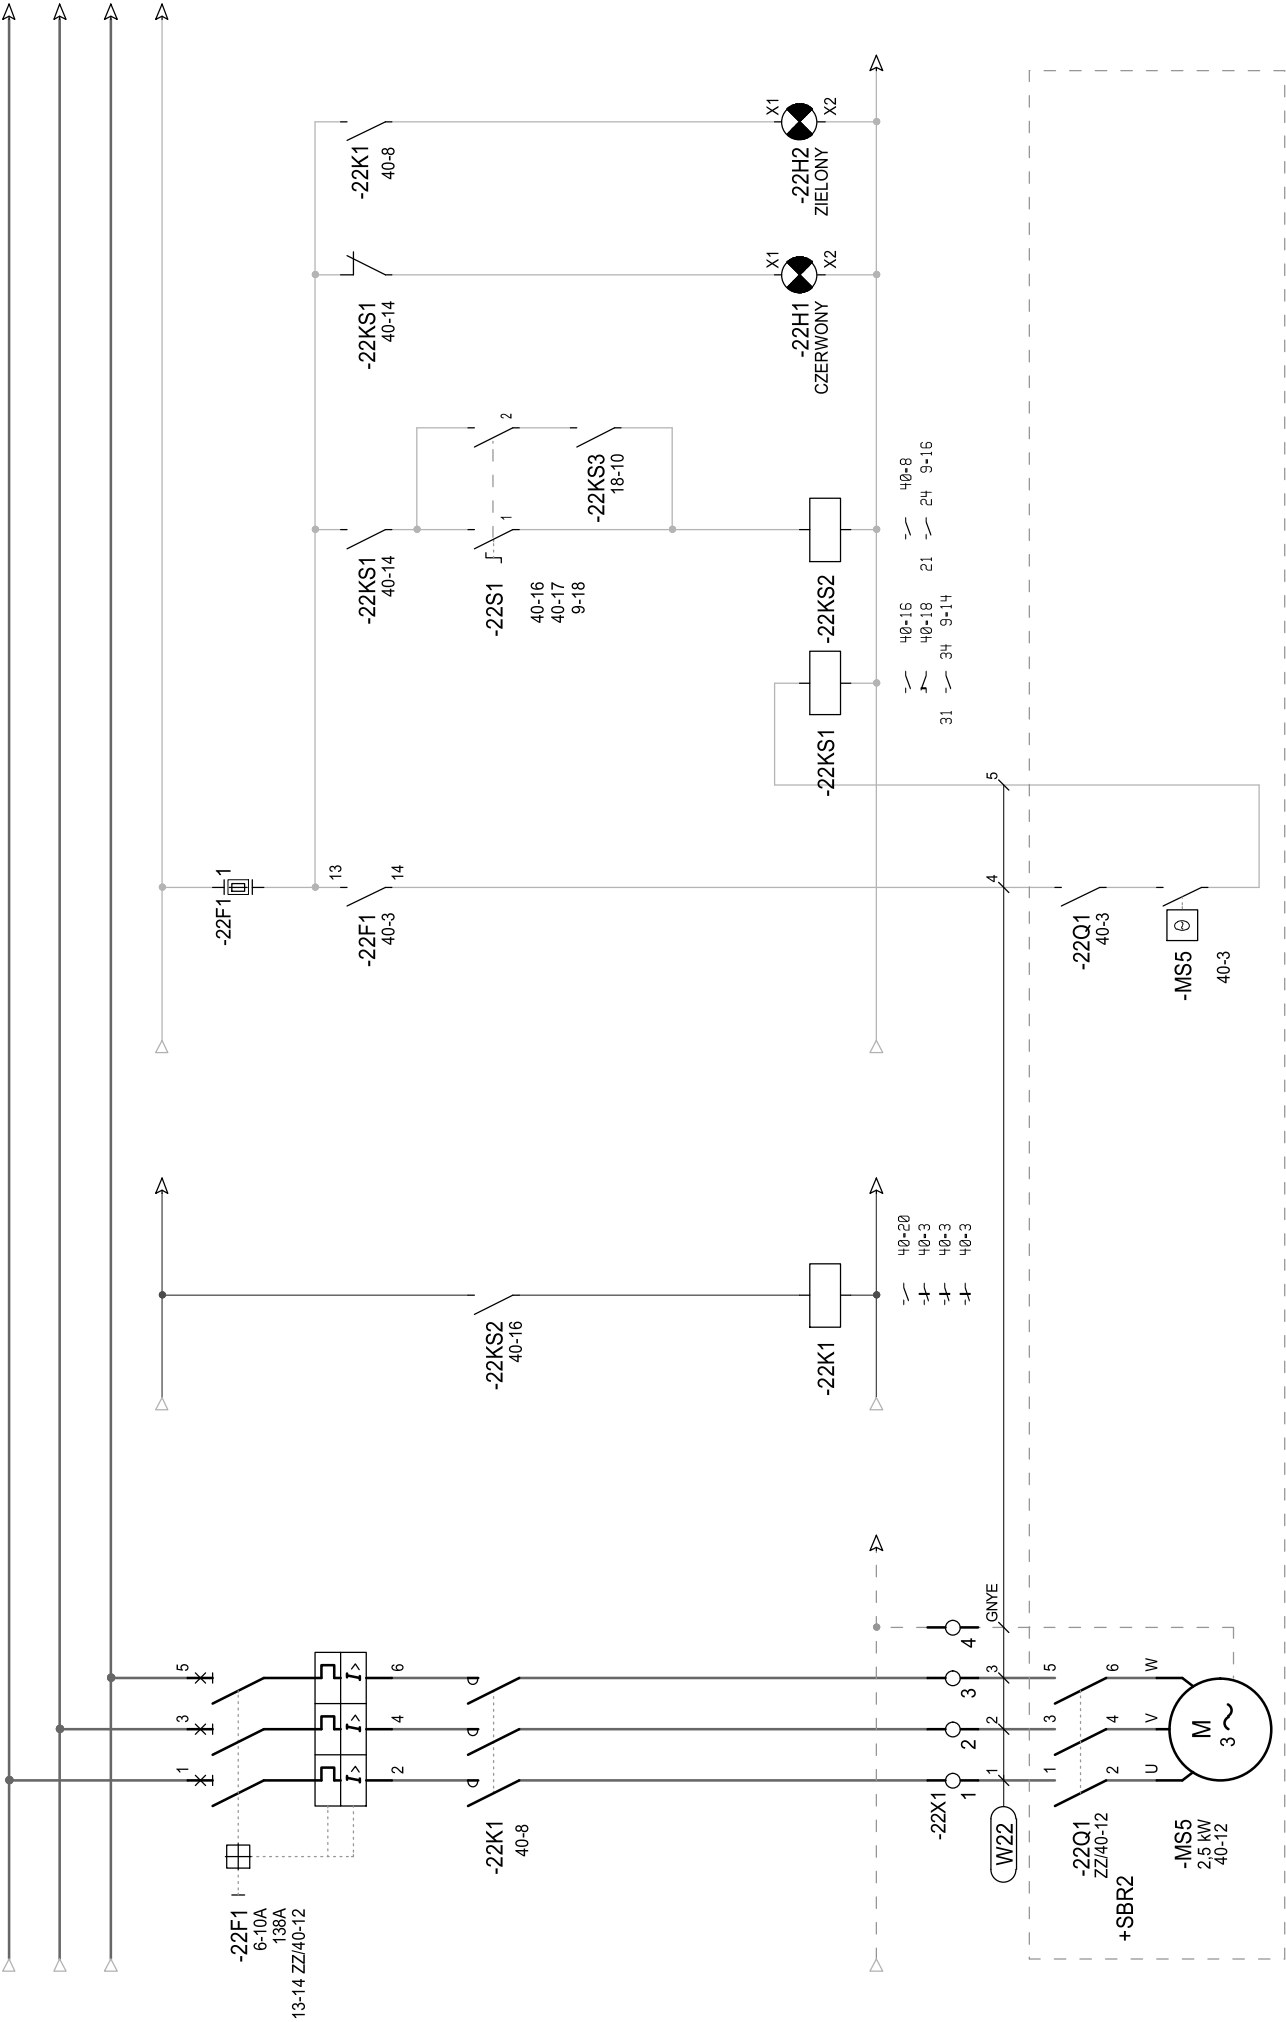 -22F1
6-10A
138A
13-14 ZZ/40-12
1
3
5
I>
I>
I>
2
4
6
-22K1
40-8
-22X1
1
2
3
4
W22
1
2
3
GNYE
4
5
-22Q1
ZZ/40-12
1
3
5
2
4
6
+SBR2
-MS5
2,5 kW
40-12
U
V
W
M
3
-22KS2
40-16
-22K1
40-20
40-3
40-3
40-3
-22F1
1
-22F1
40-3
13
14
-22Q1
40-3
-MS5
40-3
θ
-22KS1
40-16
40-18
31
34
9-14
-22KS1
40-14
-22S1
40-16
40-17
9-18
1
2
-22KS3
18-10
-22KS2
40-8
21
24
9-16
-22KS1
40-14
-22H1
CZERWONY
X1
X2
-22K1
40-8
-22H2
ZIELONY
X1
X2